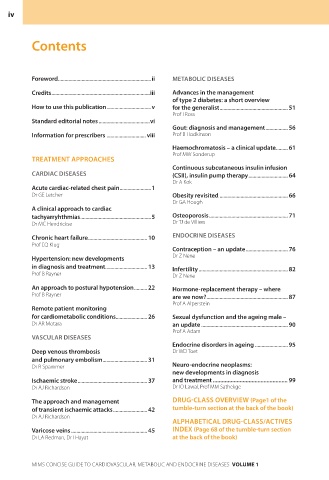 iv
Contents
Foreword..........ii
Credits..........iii
How to use this publication..........v
Standard editorial notes..........vi
Information for prescribers..........viii
TREATMENT APPROACHES
CARDIAC DISEASES
Acute cardiac-related chest pain..........1
Dr GE Letcher
A clinical approach to cardiac
tachyarrhythmias..........5
Dr MC Hendrickse
Chronic heart failure..........10
Prof EQ Klug
Hypertension: new developments
in diagnosis and treatment..........13
Prof B Rayner
An approach to postural hypotension..........22
Prof B Rayner
Remote patient monitoring
for cardiometabolic conditions..........26
Dr AK Motara
VASCULAR DISEASES
Deep venous thrombosis
and pulmonary embolism..........31
Dr R Spammer
Ischaemic stroke..........37
Dr AJ Richardson
The approach and management
of transient ischaemic attacks..........42
Dr AJ Richardson
Varicose veins..........45
Dr LA Redman, Dr I Hayat
METABOLIC DISEASES
Advances in the management
of type 2 diabetes: a short overview
for the generalist..........51
Prof I Ross
Gout: diagnosis and management..........56
Prof B Hodkinson
Haemochromatosis – a clinical update..........61
Prof MW Sonderup
Continuous subcutaneous insulin infusion
(CSII), insulin pump therapy..........64
Dr A Kok
Obesity revisited..........66
Dr GA Hough
Osteoporosis..........71
Dr TJ de Villiers
ENDOCRINE DISEASES
Contraception – an update..........76
Dr Z Nene
Infertility..........82
Dr Z Nene
Hormone-replacement therapy – where
are we now?..........87
Prof A Alperstein
Sexual dysfunction and the ageing male –
an update..........90
Prof A Adam
Endocrine disorders in ageing..........95
Dr WD Toet
Neuro-endocrine neoplasms:
new developments in diagnosis
and treatment..........99
Dr IO Lawal, Prof MM Sathekge
DRUG-CLASS OVERVIEW (Page1 of the
tumble-turn section at the back of the book)
ALPHABETICAL DRUG-CLASS/ACTIVES
INDEX (Page 68 of the tumble-turn section
at the back of the book)
MIMS CONCISE GUIDE TO CARDIOVASCULAR, METABOLIC AND ENDOCRINE DISEASES VOLUME 1